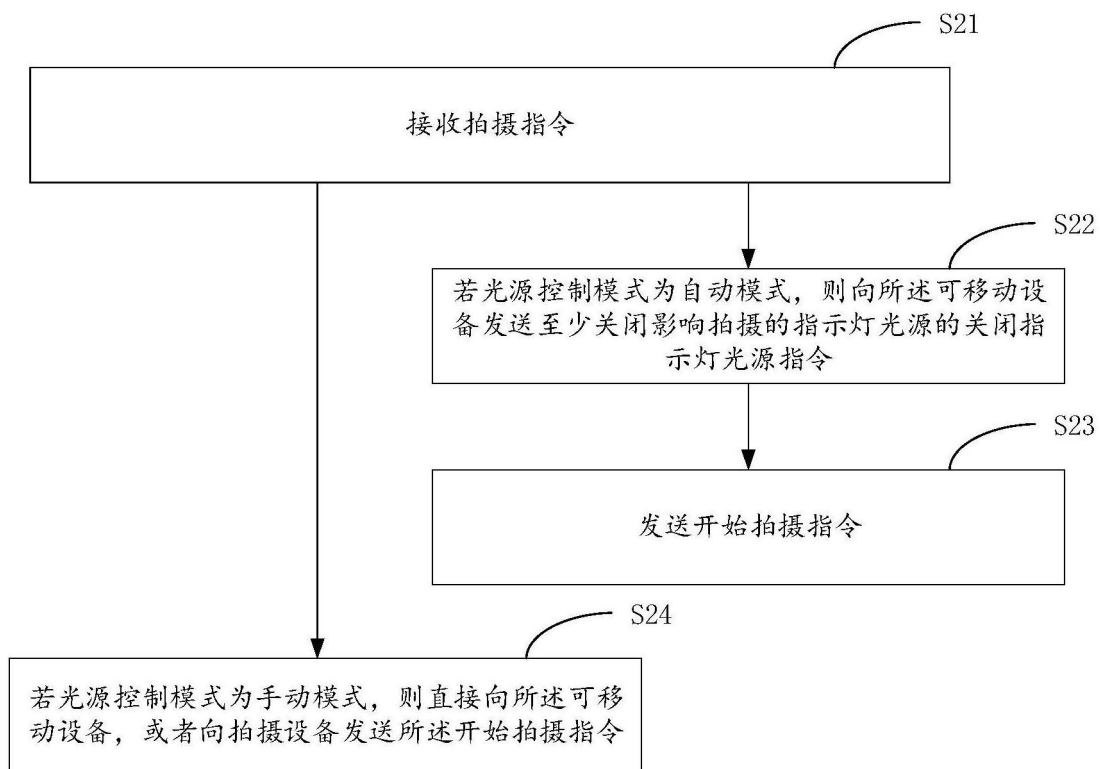 S21
接收拍摄指令
S22
若光源控制模式为自动模式，则向所述可移动设
备发送至少关闭影响拍摄的指示灯光源的关闭指
示灯光源指令
S23
发送开始拍摄指令
S24
若光源控制模式为手动模式，则直接向所述可移
动设备，或者向拍摄设备发送所述开始拍摄指令